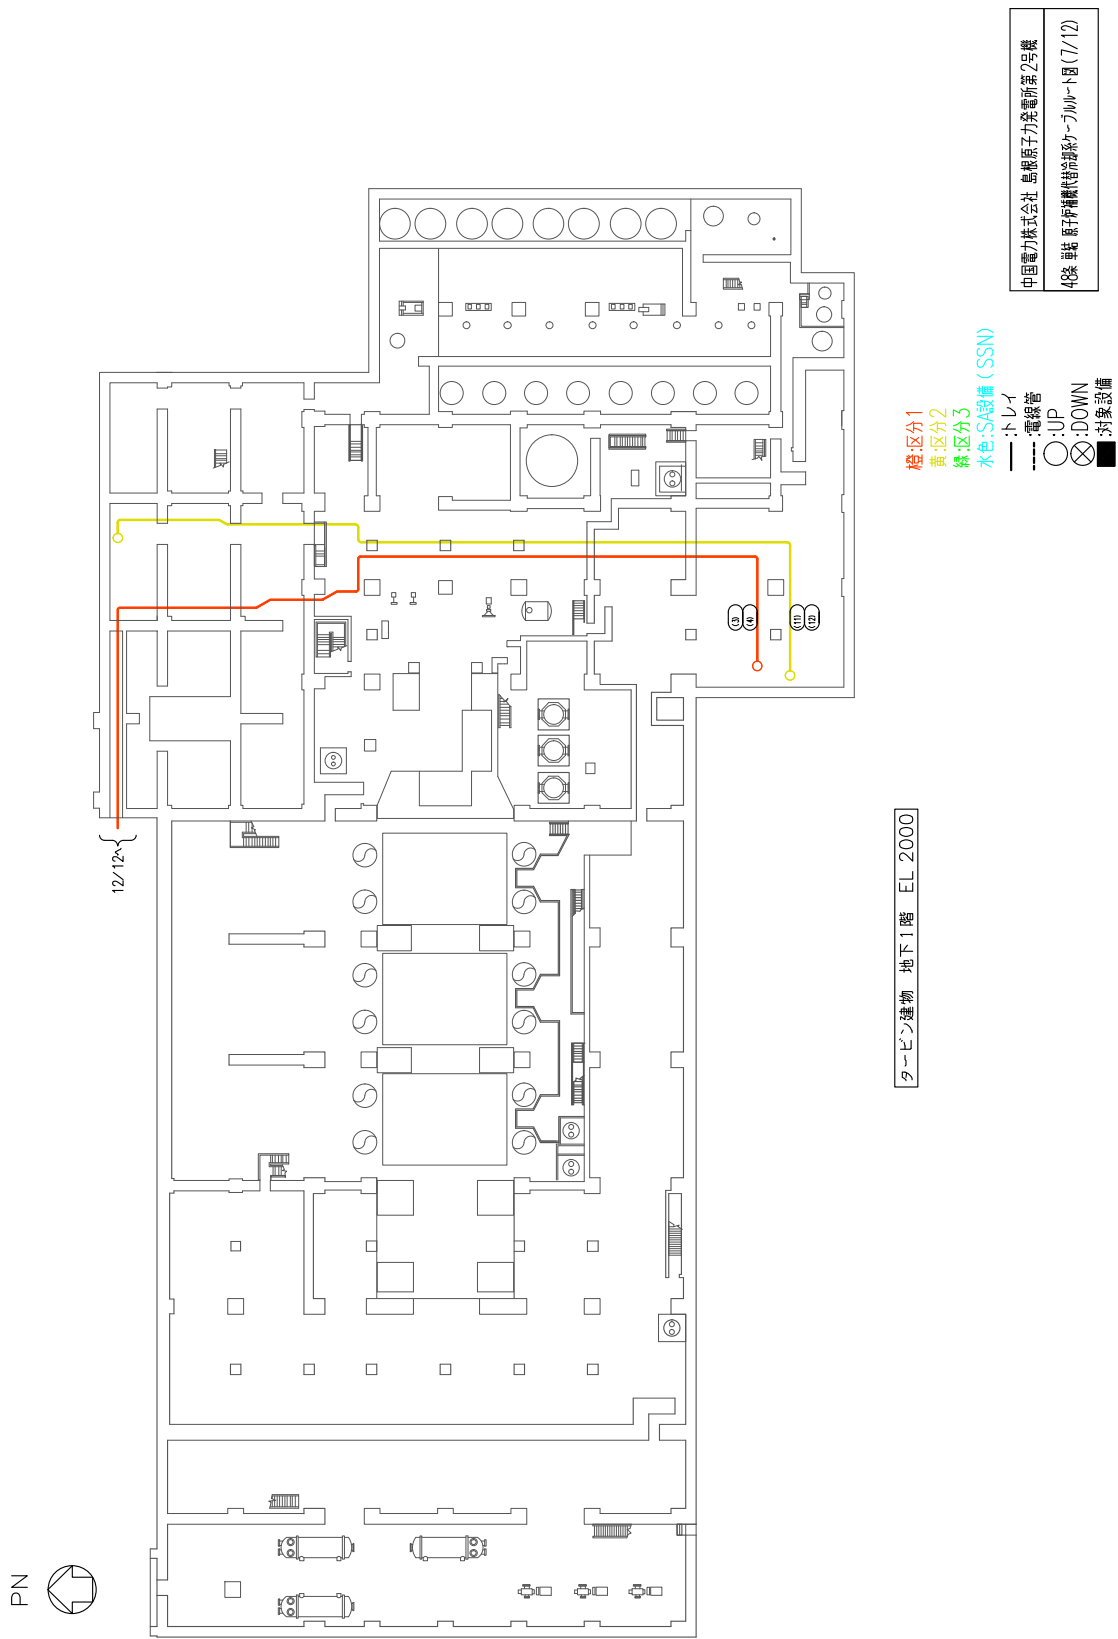 中国電力株式会社 島根原子力発電所第2号機
48条 単線 原子炉補機代替冷却系ケーブルルート図(7/12)
橙:区分1
黄:区分2
緑:区分3
水色:SA設備(SSN)
:トレイ
:電線管
:UP
:DOWN
:対象設備
タービン建物 地下1階 EL 2000
12/12へ
(3)
(4)
(11)
(12)
PN